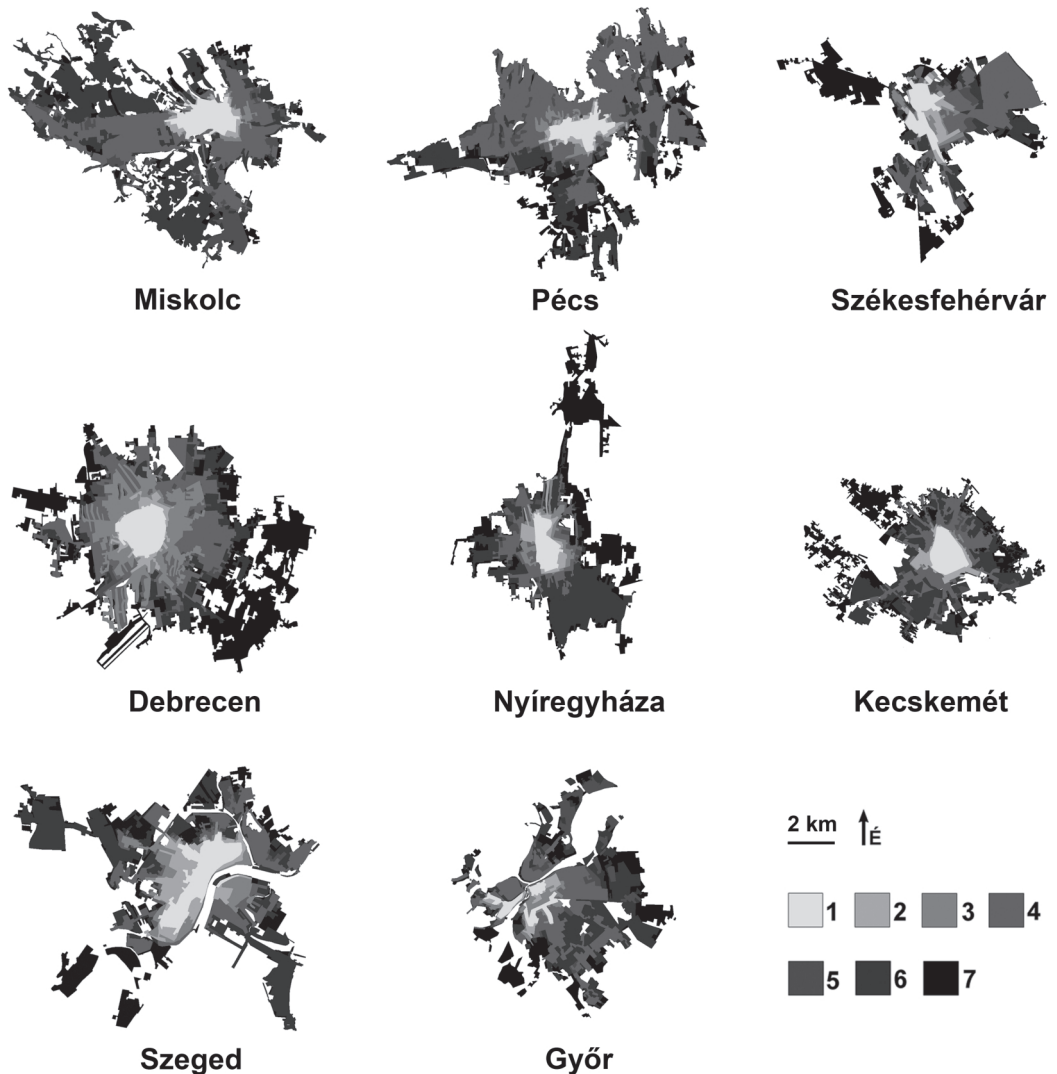 Miskolc
Pécs
Székesfehérvár
Debrecen
Nyíregyháza
Kecskemét
Szeged
Győr
2 km
É
1
2
3
4
5
6
7